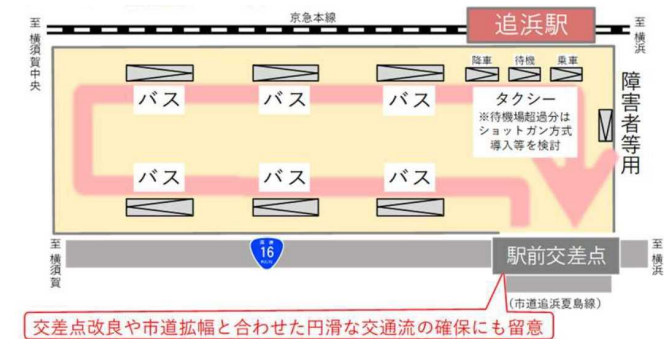 京急本線
追浜駅
至 横須賀中央
至 横浜
降車
待機
乗車
バス
バス
バス
タクシー
※待機場超過分は
ショットガン方式
導入等を検討
障害者等用
バス
バス
バス
至 横須賀
国道
16
ROUTE
駅前交差点
至 横浜
(市道追浜夏島線)
交差点改良や市道拡幅と合わせた円滑な交通流の確保にも留意